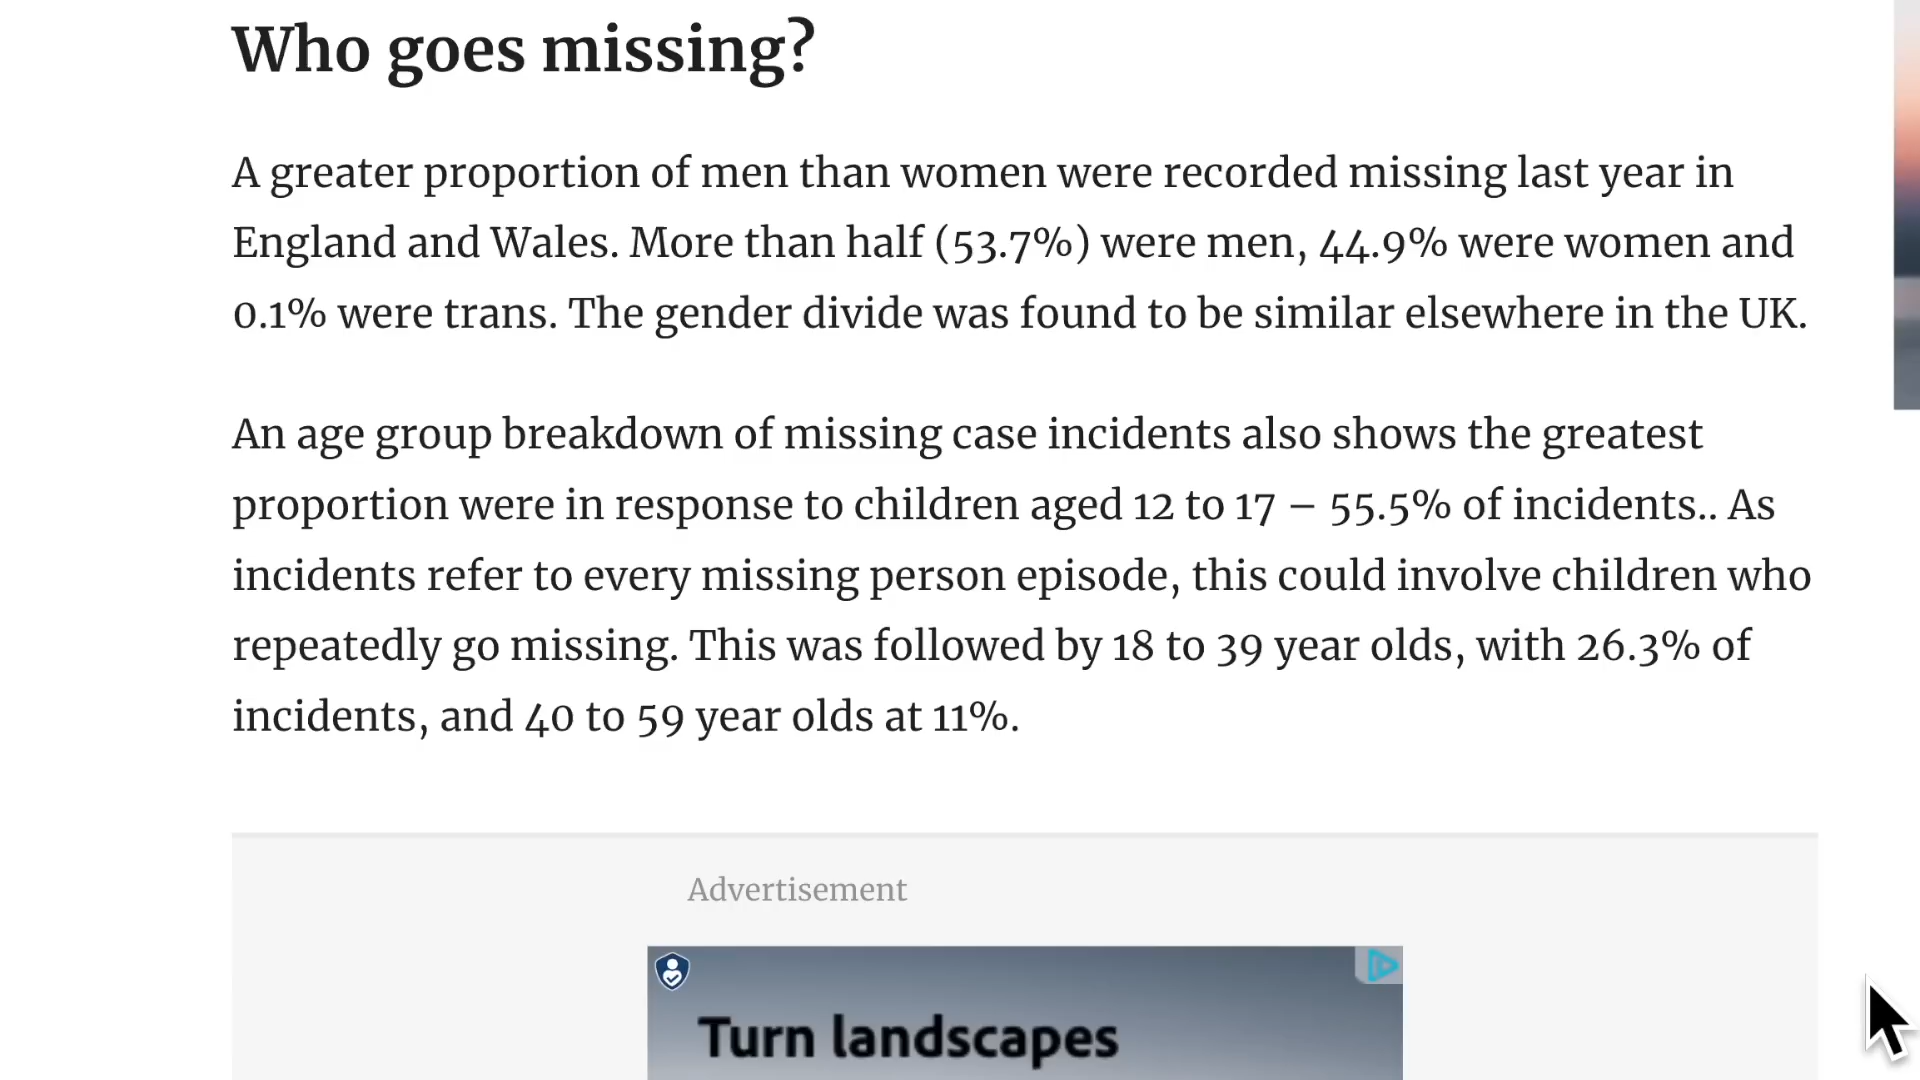 Who goes missing?
A greater proportion of men than women were recorded missing last year in
England and Wales. More than half (53.7%) were men, 44.9% were women and
0.1% were trans. The gender divide was found to be similar elsewhere in the UK.
An age group breakdown of missing case incidents also shows the greatest
proportion were in response to children aged 12 to 17 – 55.5% of incidents.. As
incidents refer to every missing person episode, this could involve children who
repeatedly go missing. This was followed by 18 to 39 year olds, with 26.3% of
incidents, and 40 to 59 year olds at 11%.
Advertisement
Turn landscapes